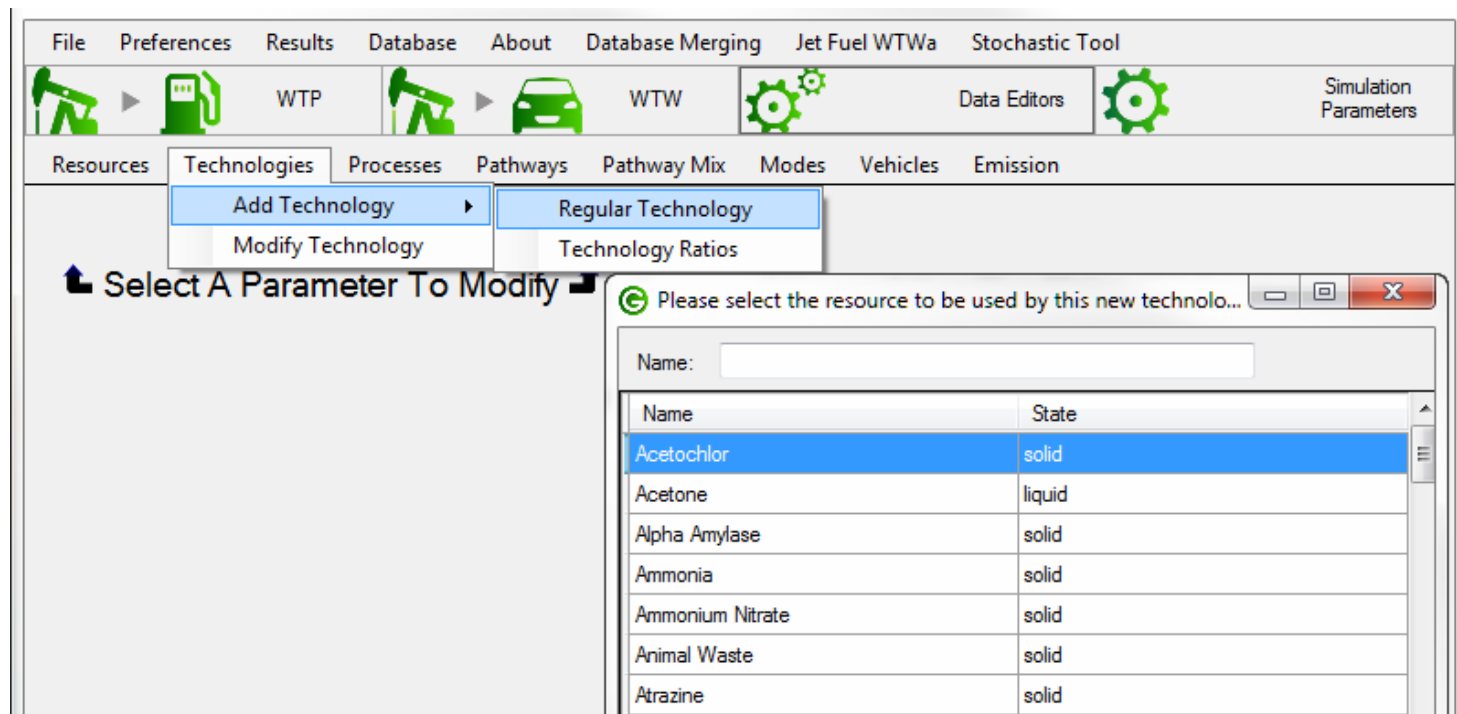 File Preferences Results Database About Database Merging Jet Fuel WTWa Stochastic Tool
WTP WTW Data Editors Simulation Parameters
Resources Technologies Processes Pathways Pathway Mix Modes Vehicles Emission
Add Technology Regular Technology
Modify Technology Technology Ratios
Select A Parameter To Modify
Please select the resource to be used by this new technolo...
Name:
Name State
Acetochlor solid
Acetone liquid
Alpha Amylase solid
Ammonia solid
Ammonium Nitrate solid
Animal Waste solid
Atrazine solid